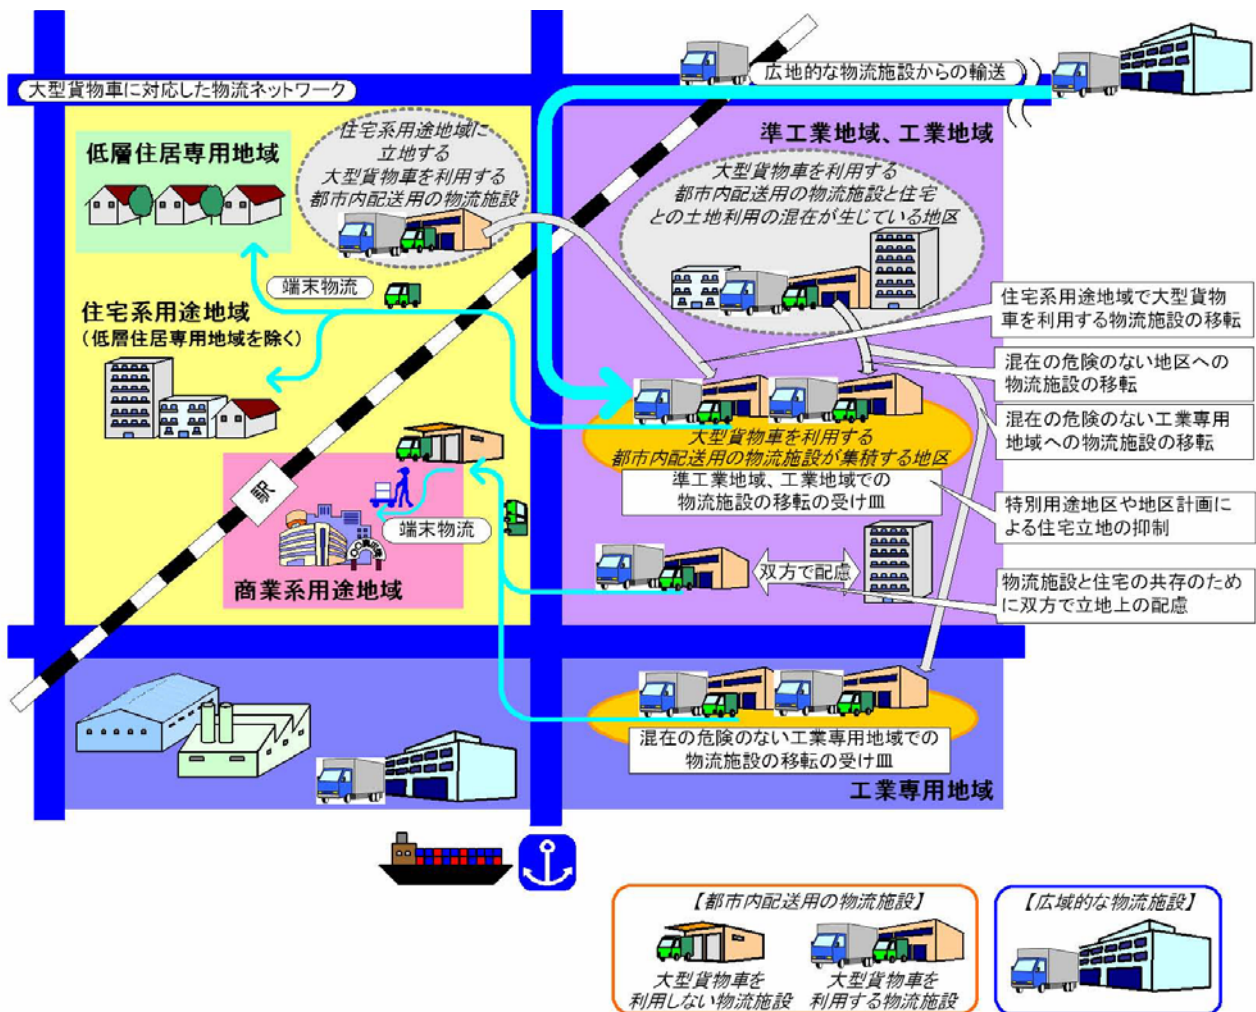 広地的な物流施設からの輸送
大型貨物車に対応した物流ネットワーク
低層住居専用地域
住宅系用途地域に
立地する
大型貨物車を利用する
都市内配送用の物流施設
準工業地域、工業地域
大型貨物車を利用する
都市内配送用の物流施設と住宅
との土地利用の混在が生じている地区
端末物流
住宅系用途地域
(低層住居専用地域を除く)
住宅系用途地域で大型貨物
車を利用する物流施設の移転
混在の危険のない地区への
物流施設の移転
混在の危険のない工業専用
地域への物流施設の移転
大型貨物車を利用する
都市内配送用の物流施設が集積する地区
準工業地域、工業地域での
物流施設の移転の受け皿
特別用途地区や地区計画に
よる住宅立地の抑制
駅
端末物流
商業系用途地域
双方で配慮
物流施設と住宅の共存のため
に双方で立地上の配慮
混在の危険のない工業専用地域での
物流施設の移転の受け皿
工業専用地域
【都市内配送用の物流施設】
大型貨物車を
利用しない物流施設
大型貨物車を
利用する物流施設
【広域的な物流施設】